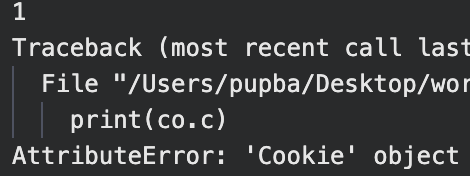 1
Traceback (most recent call last
File "/Users/pupba/Desktop/wor
print(co.c)
AttributeError: 'Cookie' object